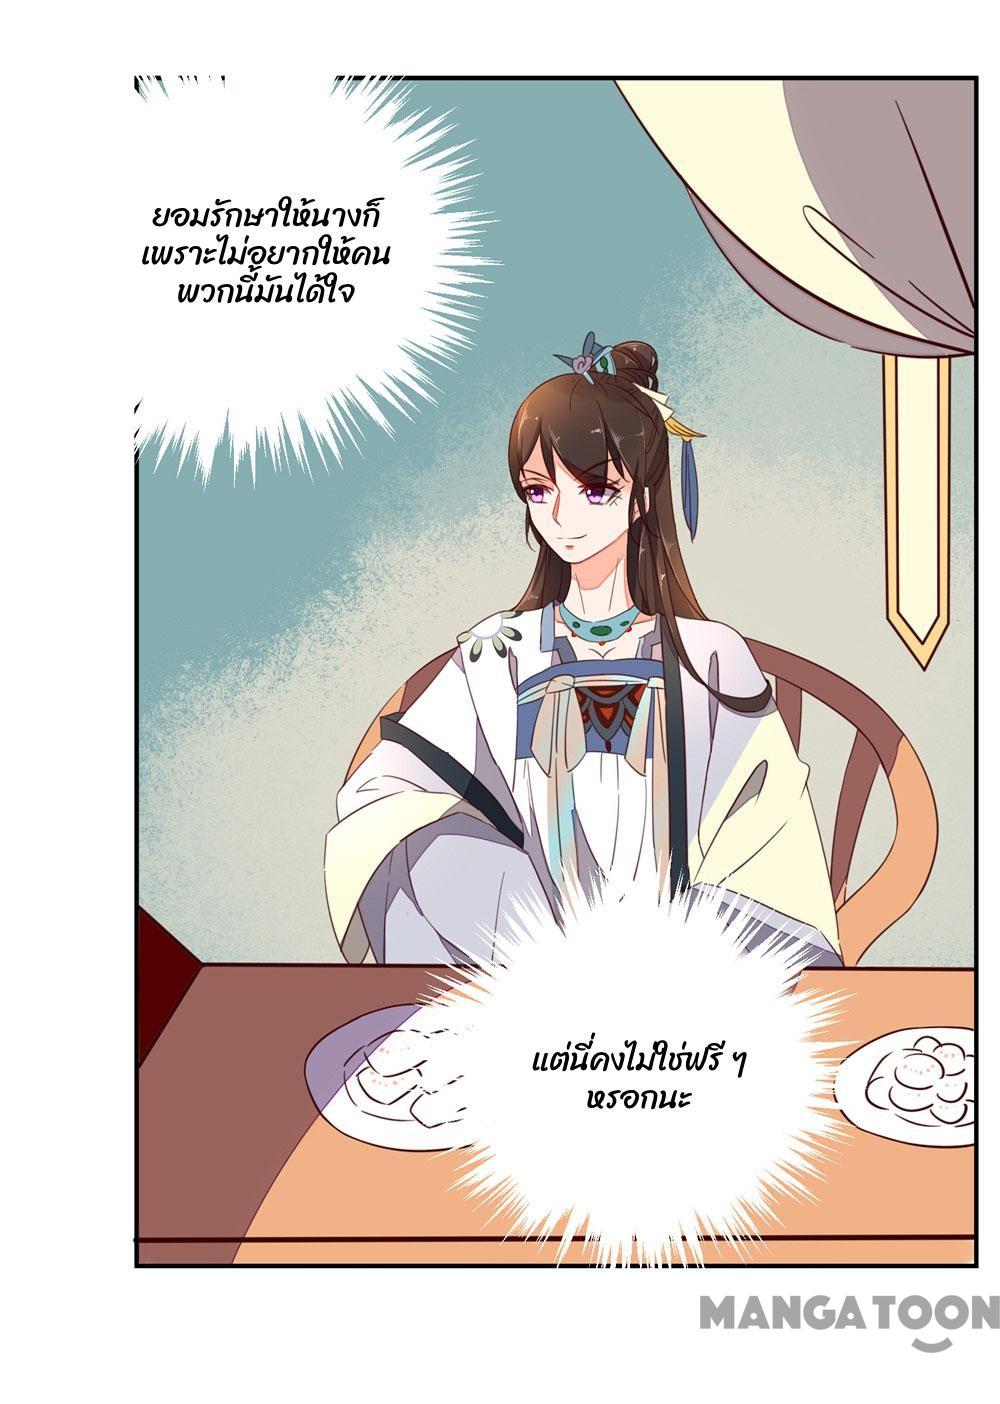 ยอมรักษาให้นางก็
เพราะไม่อยากให้คน
พวกนี้มันได้ใจ
แต่นี่คงไม่ใช่ฟรี ๆ
หรอกนะ
MANGATOON